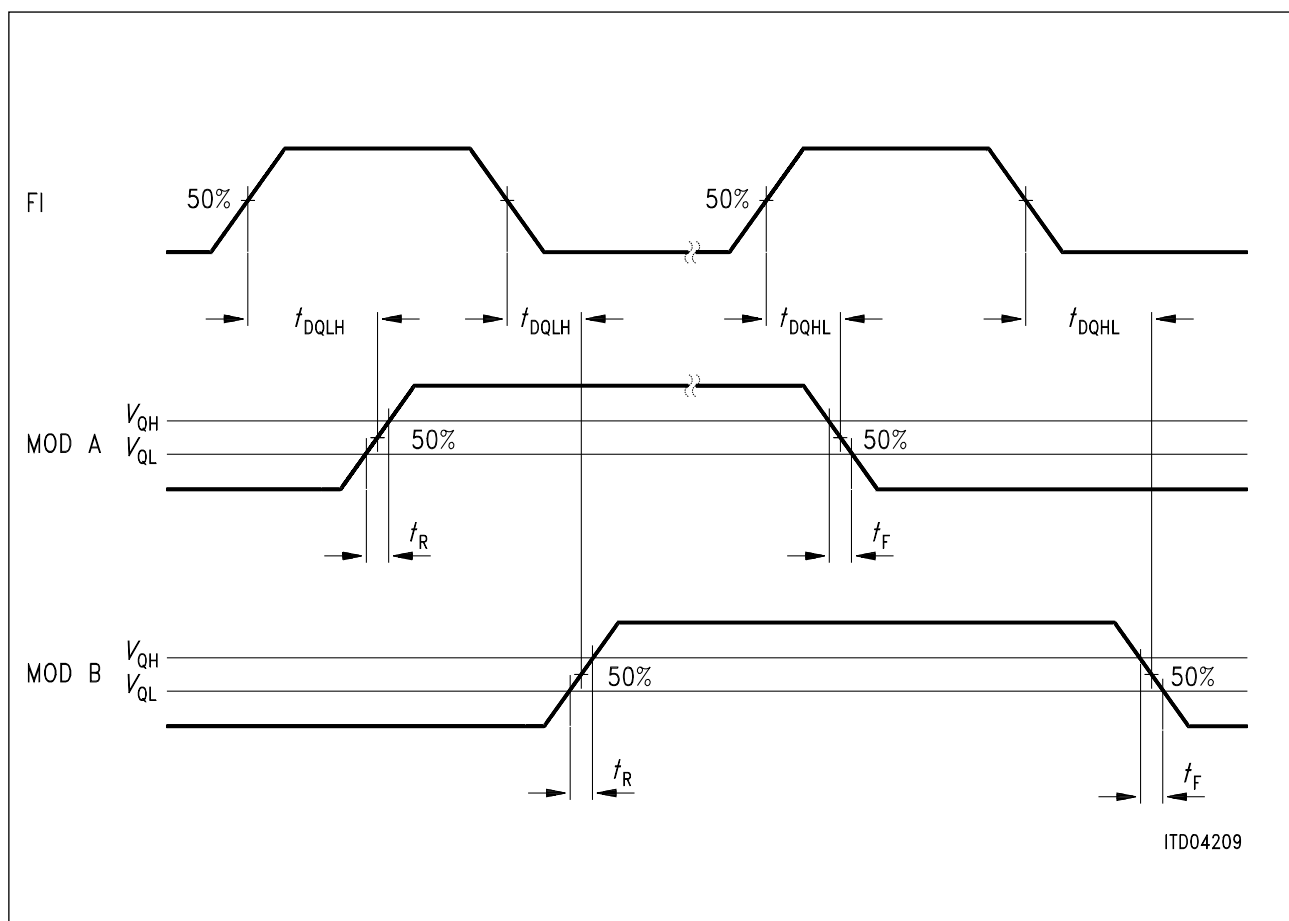 FI 50% 50%
tDQLH tDQLH tDQHL tDQHL
VQH
MOD A 50% 50%
VQL
tR tF
VQH
MOD B 50% 50%
VQL
tR tF
ITD04209